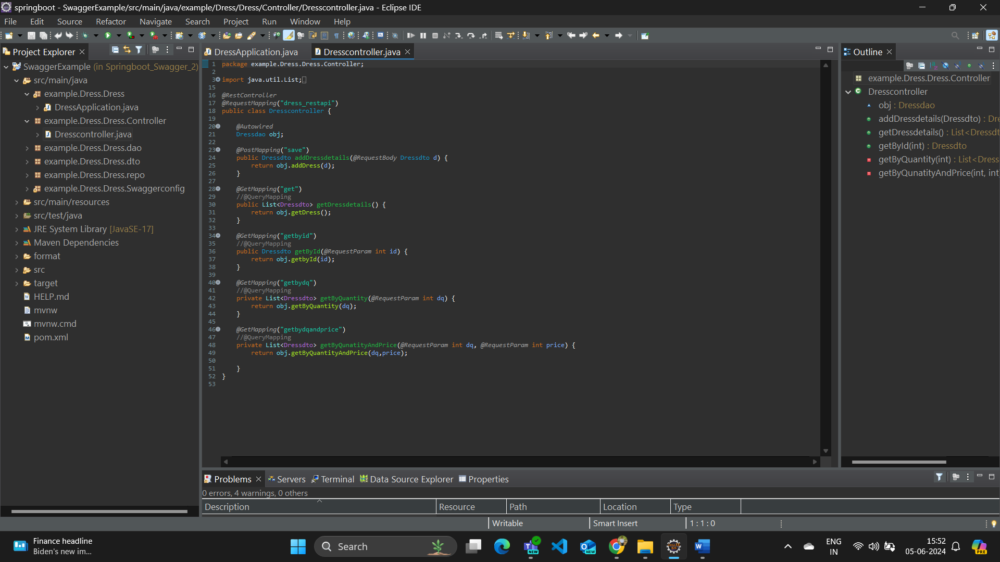 springboot - SwaggerExample/src/main/java/example/Dress/Dress/Controller/Dresscontroller.java - Eclipse IDE
File Edit Source Refactor Navigate Search Project Run Window Help
Project Explorer
SwaggerExample (in Springboot_Swagger_2)
src/main/java
example.Dress.Dress
DressApplication.java
example.Dress.Dress.Controller
Dresscontroller.java
example.Dress.Dress.dao
example.Dress.Dress.dto
example.Dress.Dress.repo
example.Dress.Dress.Swaggerconfig
src/main/resources
src/test/java
JRE System Library [JavaSE-17]
Maven Dependencies
format
src
target
HELP.md
mvnw
mvnw.cmd
pom.xml
DressApplication.java Dresscontroller.java
1 package example.Dress.Dress.Controller;
2
3 import java.util.List;
15
16 @RestController
17 @RequestMapping("dress_restapi")
18 public class Dresscontroller {
19
20 @Autowired
21 Dressdao obj;
22
23 @PostMapping("save")
24 public Dressdto addDressdetails(@RequestBody Dressdto d) {
25 return obj.addDress(d);
26 }
27
28 @GetMapping("get")
29 //@QueryMapping
30 public List<Dressdto> getDressdetails() {
31 return obj.getDress();
32 }
33
34 @GetMapping("getbyid")
35 //@QueryMapping
36 public Dressdto getById(@RequestParam int id) {
37 return obj.getbyId(id);
38 }
39
40 @GetMapping("getbydq")
41 //@QueryMapping
42 private List<Dressdto> getByQuantity(@RequestParam int dq) {
43 return obj.getByQuantity(dq);
44 }
45
46 @GetMapping("getbydqandprice")
47 //@QueryMapping
48 private List<Dressdto> getByQunatityAndPrice(@RequestParam int dq, @RequestParam int price) {
49 return obj.getByQuantityAndPrice(dq,price);
50
51 }
52 }
53
Outline
example.Dress.Dress.Controller
Dresscontroller
obj : Dressdao
addDressdetails(Dressdto) : Dre
getDressdetails() : List<Dressdt
getById(int) : Dressdto
getByQuantity(int) : List<Dress
getByQunatityAndPrice(int, int
Problems Servers Terminal Data Source Explorer Properties
0 errors, 4 warnings, 0 others
Description Resource Path Location Type
Writable Smart Insert 1 : 1 : 0
Finance headline
Biden's new im...
Search
NEW
NEW
ENG
IN
15:52
05-06-2024
PRE